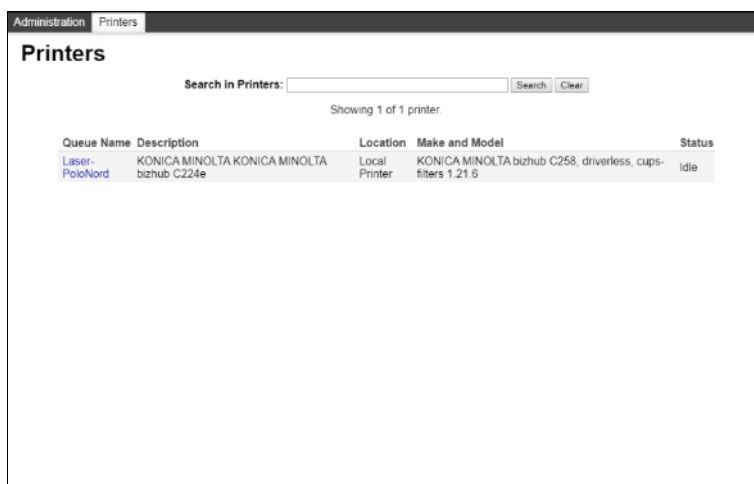 Administration Printers
Printers
Search in Printers: Search Clear
Showing 1 of 1 printer.
Queue Name Description Location Make and Model Status
Laser-PoloNord KONICA MINOLTA KONICA MINOLTA bizhub C224e Local Printer KONICA MINOLTA bizhub C258, driverless, cups-filters 1.21.6 Idle